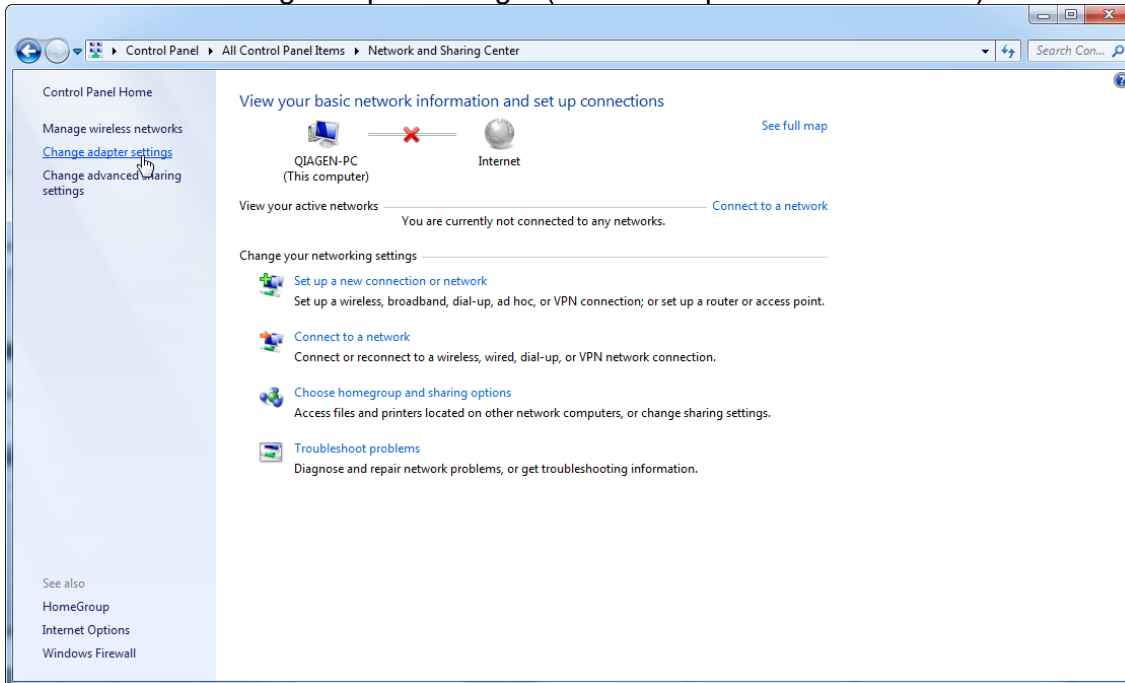 Control Panel ▸ All Control Panel Items ▸ Network and Sharing Center
Search Con...
Control Panel Home
Manage wireless networks
Change adapter settings
Change advanced sharing
settings
View your basic network information and set up connections
See full map
QIAGEN-PC
(This computer)
Internet
View your active networks
Connect to a network
You are currently not connected to any networks.
Change your networking settings
Set up a new connection or network
Set up a wireless, broadband, dial-up, ad hoc, or VPN connection; or set up a router or access point.
Connect to a network
Connect or reconnect to a wireless, wired, dial-up, or VPN network connection.
Choose homegroup and sharing options
Access files and printers located on other network computers, or change sharing settings.
Troubleshoot problems
Diagnose and repair network problems, or get troubleshooting information.
See also
HomeGroup
Internet Options
Windows Firewall